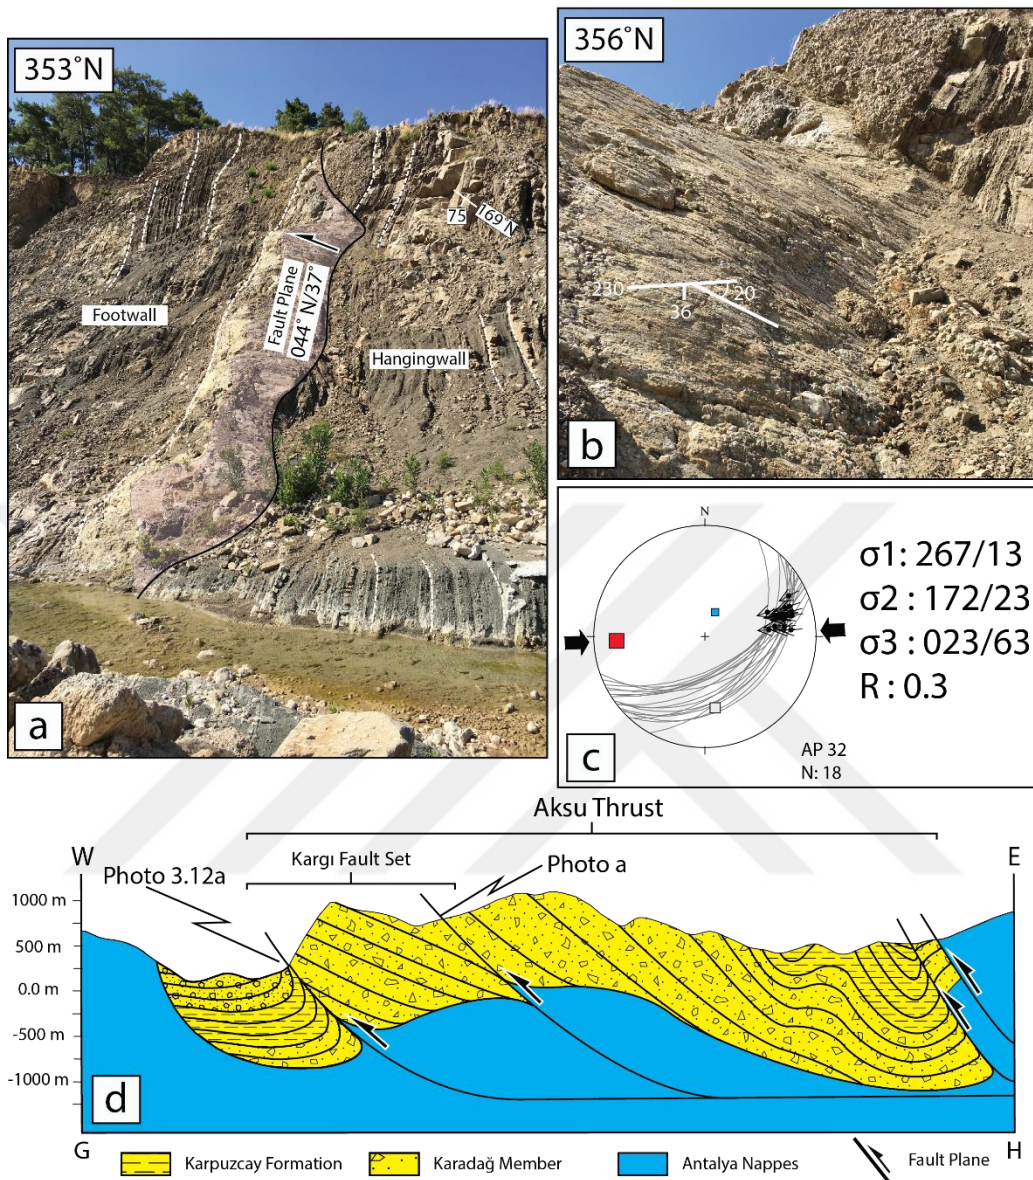 353°N
Footwall
Fault Plane
044° N/37°
75
169°N
Hangingwall
a
356°N
230
36
20
b
N
σ1: 267/13
σ2 : 172/23
σ3 : 023/63
R : 0.3
AP 32
N: 18
c
Aksu Thrust
W
E
Kargı Fault Set
Photo 3.12a
Photo a
1000 m
500 m
0.0 m
-500 m
-1000 m
d
G
H
Karpuzcay Formation
Karadağ Member
Antalya Nappes
Fault Plane